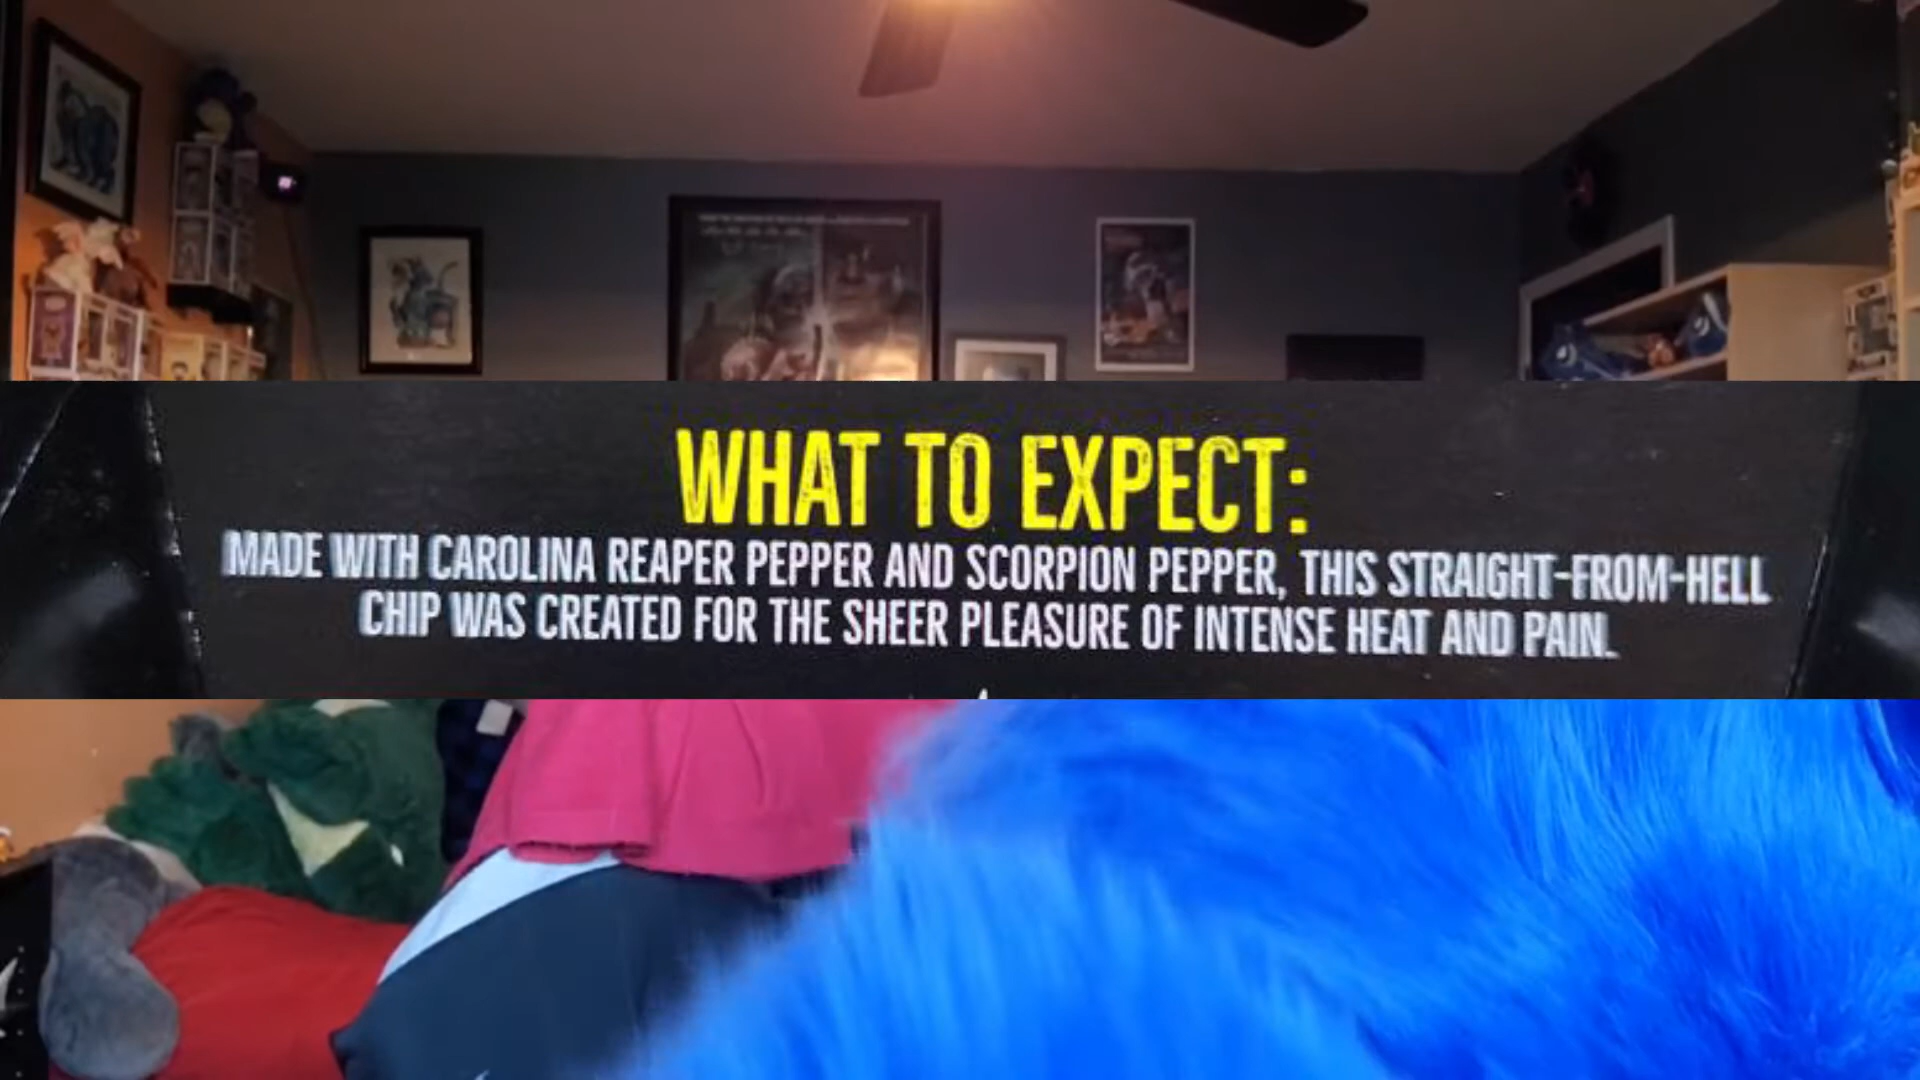 WHAT TO EXPECT:
MADE WITH CAROLINA REAPER PEPPER AND SCORPION PEPPER, THIS STRAIGHT-FROM-HELL
CHIP WAS CREATED FOR THE SHEER PLEASURE OF INTENSE HEAT AND PAIN.